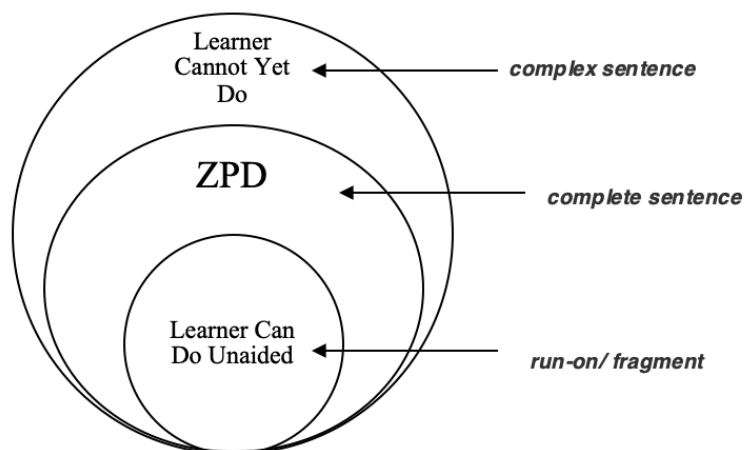 Learner
Cannot Yet
Do
complex sentence
ZPD
complete sentence
Learner Can
Do Unaided
run-on/ fragment